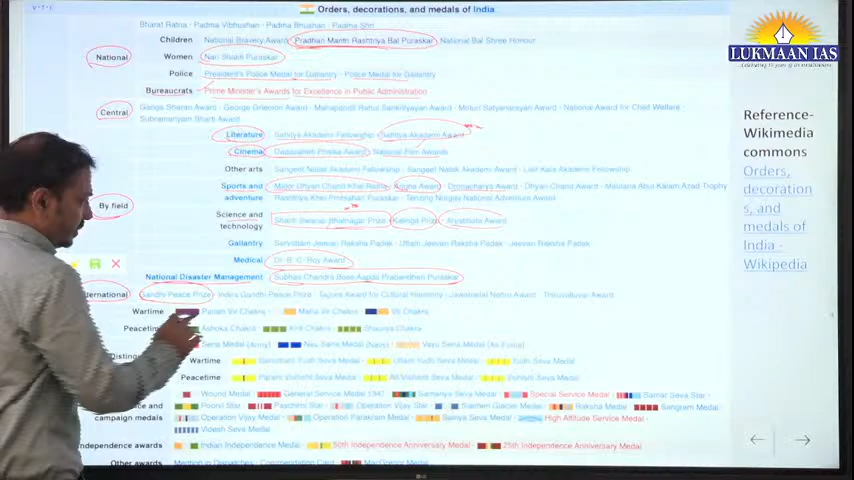 V·T·E
Orders, decorations, and medals of India
Bharat Ratna · Padma Vibhushan · Padma Bhushan · Padma Shri
Children National Bravery Award · Pradhan Mantri Rashtriya Bal Puraskar · National Bal Shree Honour
National
Women Nari Shakti Puraskar
Police President's Police Medal for Gallantry · Police Medal for Gallantry
Bureaucrats Prime Minister's Awards for Excellence in Public Administration
Central
Ganga Sharan Award · George Grierson Award · Mahapandit Rahul Sankrityayan Award · Moturi Satyanarayan Award · National Award for Child Welfare ·
Subramanyam Bharti Award
Literature Sahitya Akademi Fellowship · Sahitya Akademi Award
Cinema Dadasaheb Phalke Award · National Film Awards
Other arts Sangeet Natak Akademi Fellowship · Sangeet Natak Akademi Award · Lalit Kala Akademi Fellowship
By field
Sports and adventure Major Dhyan Chand Khel Ratna · Arjuna Award · Dronacharya Award · Dhyan Chand Award · Maulana Abul Kalam Azad Trophy
Rashtriya Khel Protsahan Puraskar · Tenzing Norgay National Adventure Award
Science and technology Shanti Swarup Bhatnagar Prize · Kalinga Prize · Aryabhata Award
Gallantry Sarvottam Jeevan Raksha Padak · Uttam Jeevan Raksha Padak · Jeevan Raksha Padak
Medical Dr. B. C. Roy Award
National Disaster Management Subhas Chandra Bose Aapda Prabandhan Puraskar
International Gandhi Peace Prize · Indira Gandhi Peace Prize · Tagore Award for Cultural Harmony · Jawaharlal Nehru Award · Thiruvalluvar Award
Wartime Param Vir Chakra · Maha Vir Chakra · Vir Chakra
Peacetime Ashoka Chakra · Kirti Chakra · Shaurya Chakra
Sena Medal (Army) Nao Sena Medal (Navy) Vayu Sena Medal (Air Force)
Wartime Sarvottam Yudh Seva Medal · Uttam Yudh Seva Medal · Yudh Seva Medal
Peacetime Param Vishisht Seva Medal · Ati Vishisht Seva Medal · Vishisht Seva Medal
Wound Medal · General Service Medal 1947 · Samanya Seva Medal · Special Service Medal · Samar Seva Star ·
Poorvi Star · Paschimi Star · Operation Vijay Star · Siachen Glacier Medal · Raksha Medal · Sangram Medal
campaign medals Operation Vijay Medal · Operation Parakram Medal · Sainya Seva Medal · High Altitude Service Medal ·
Videsh Seva Medal
Independence awards Indian Independence Medal · 50th Independence Anniversary Medal · 25th Independence Anniversary Medal
Other awards Mention in Dispatches · Commendation Card · MacGregor Medal
LUKMAAN IAS
Reference-
Wikimedia
commons
Orders,
decoration
s, and
medals of
India -
Wikipedia